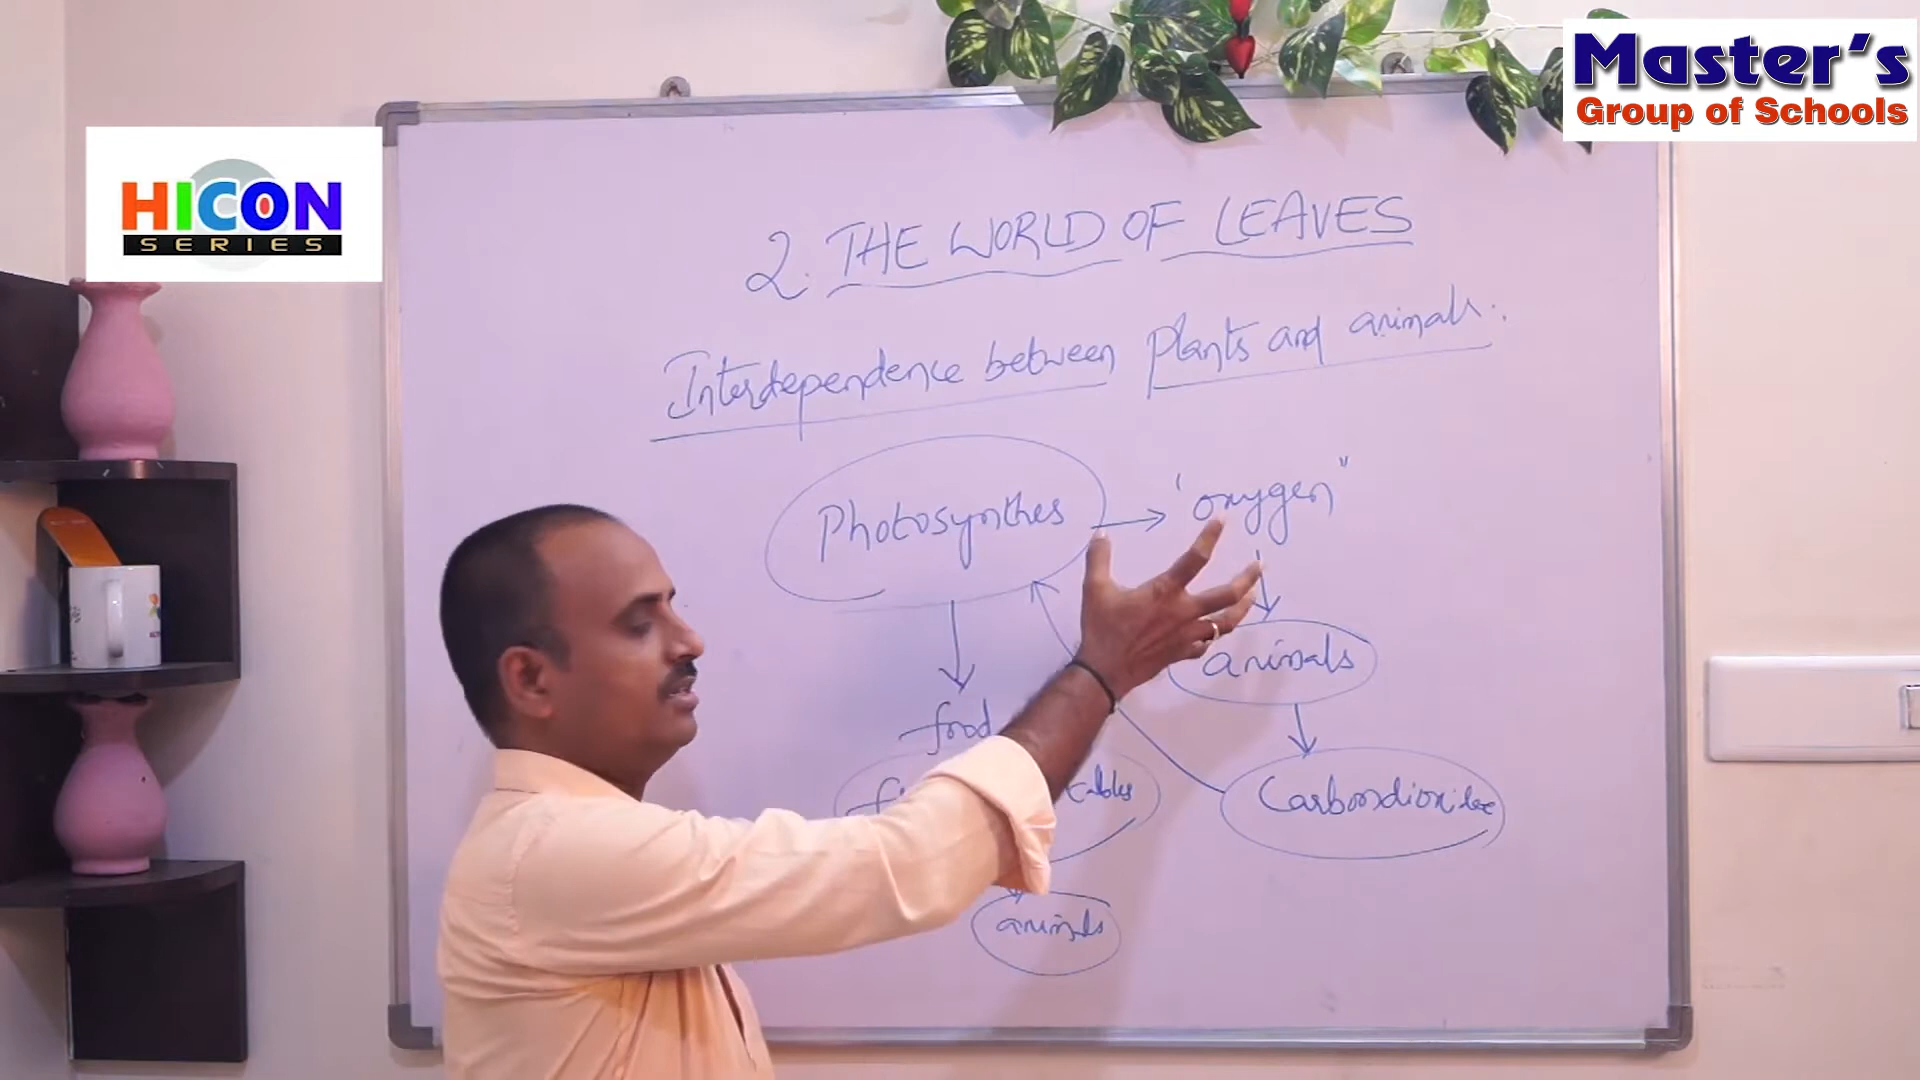 Master's
Group of Schools
HICON
SERIES
2. THE WORLD OF LEAVES
Interdependence between plants and animals.
Photosynthes → 'oxygen"
animals
food
Carbondioxide
animals